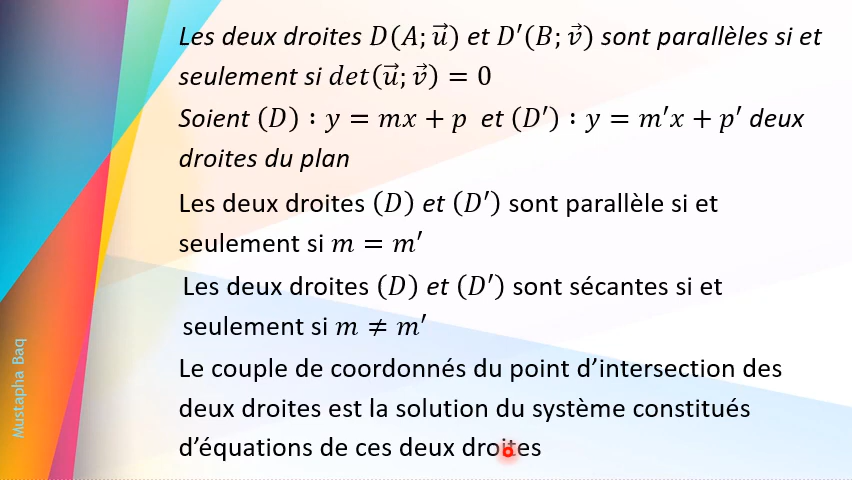 Les deux droites D(A; u⃗) et D′(B; v⃗) sont parallèles si et
seulement si det(u⃗; v⃗) = 0
Soient (D) : y = mx + p et (D′) : y = m′x + p′ deux
droites du plan
Les deux droites (D) et (D′) sont parallèle si et
seulement si m = m′
Les deux droites (D) et (D′) sont sécantes si et
seulement si m ≠ m′
Le couple de coordonnés du point d’intersection des
deux droites est la solution du système constitués
d’équations de ces deux droites
Mustapha Baq